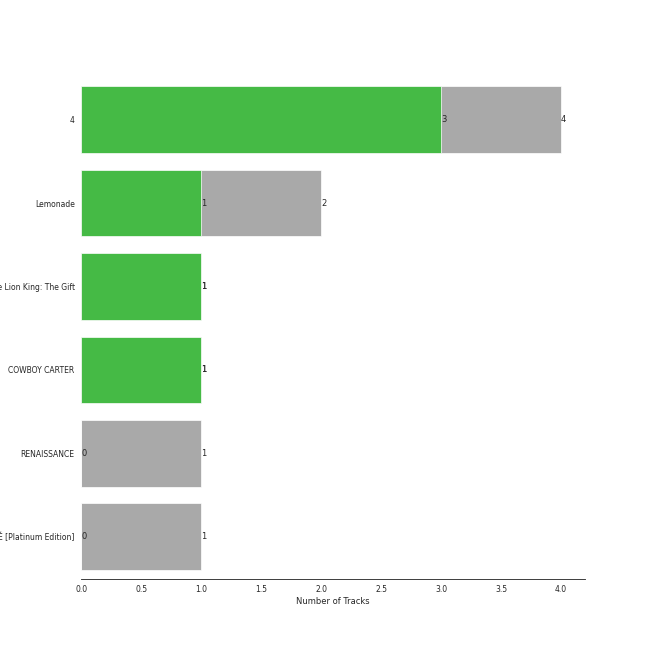 4 3 4
Lemonade 1 2
Lion King: The Gift 1
COWBOY CARTER 1
RENAISSANCE 0 1
[Platinum Edition] 0 1
0.0 0.5 1.0 1.5 2.0 2.5 3.0 3.5 4.0
Number of Tracks